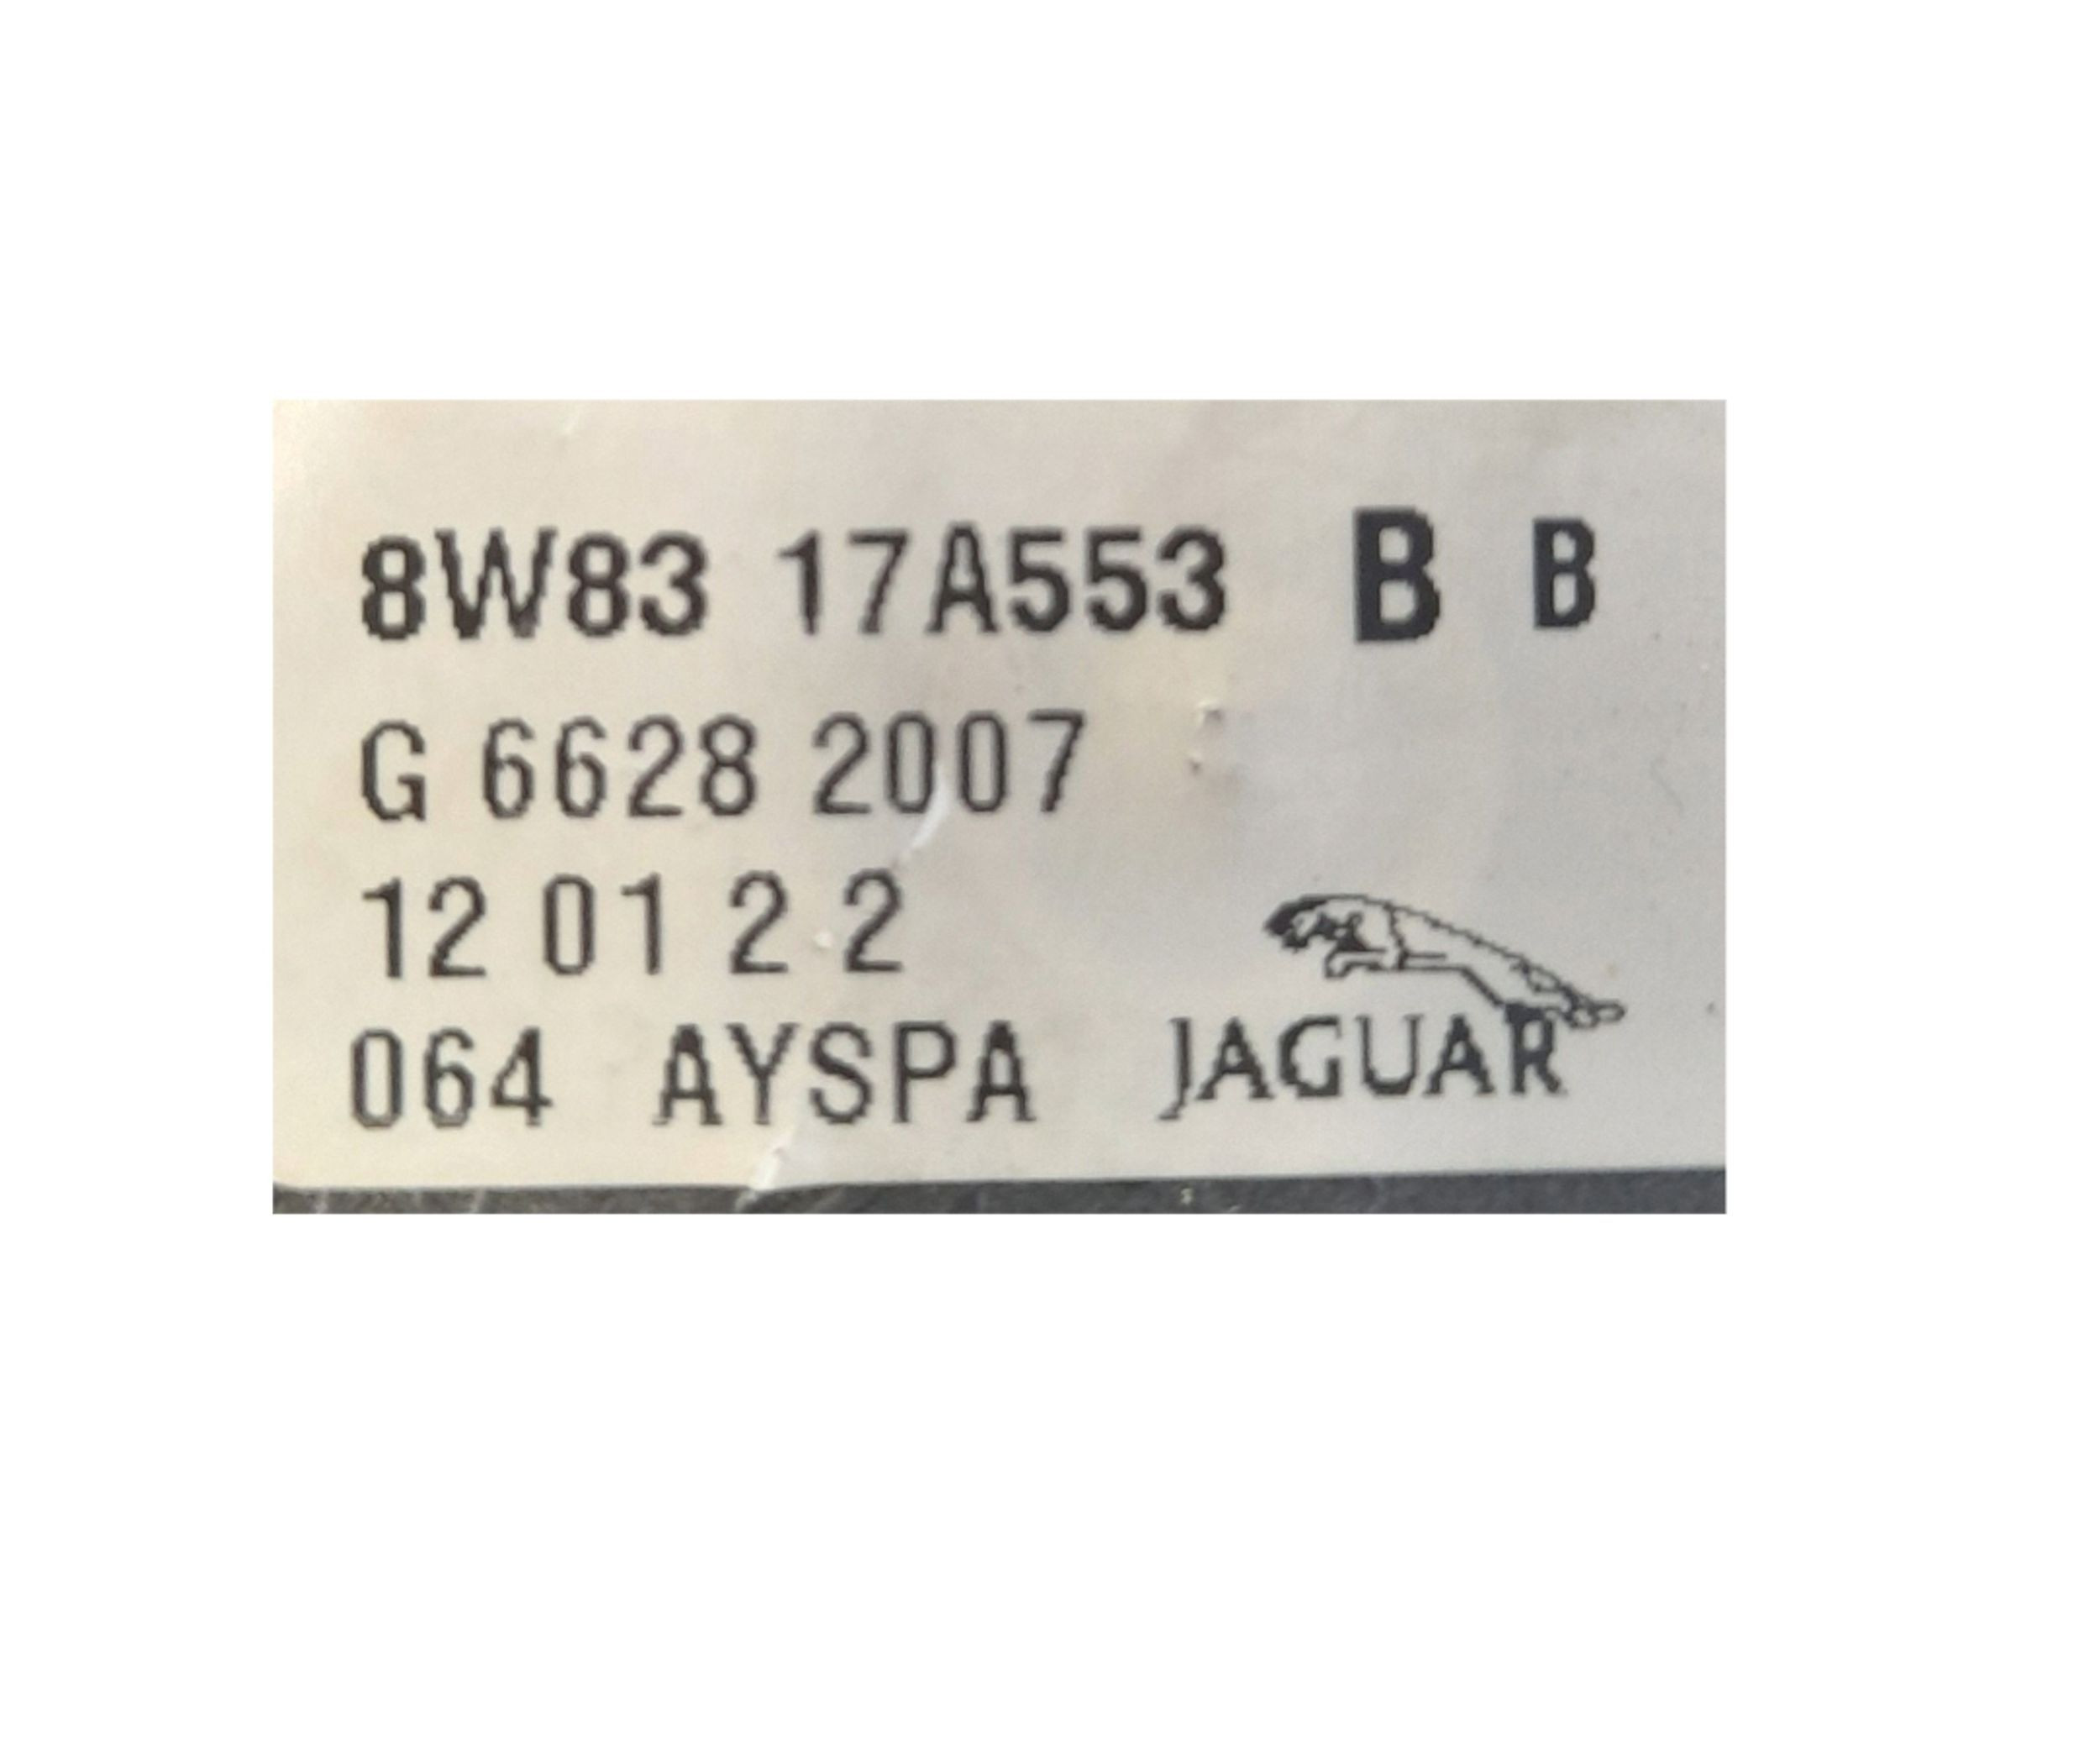 8W83 17A553 B B
G 6628 2007
12 01 2 2
064 AYSPA JAGUAR